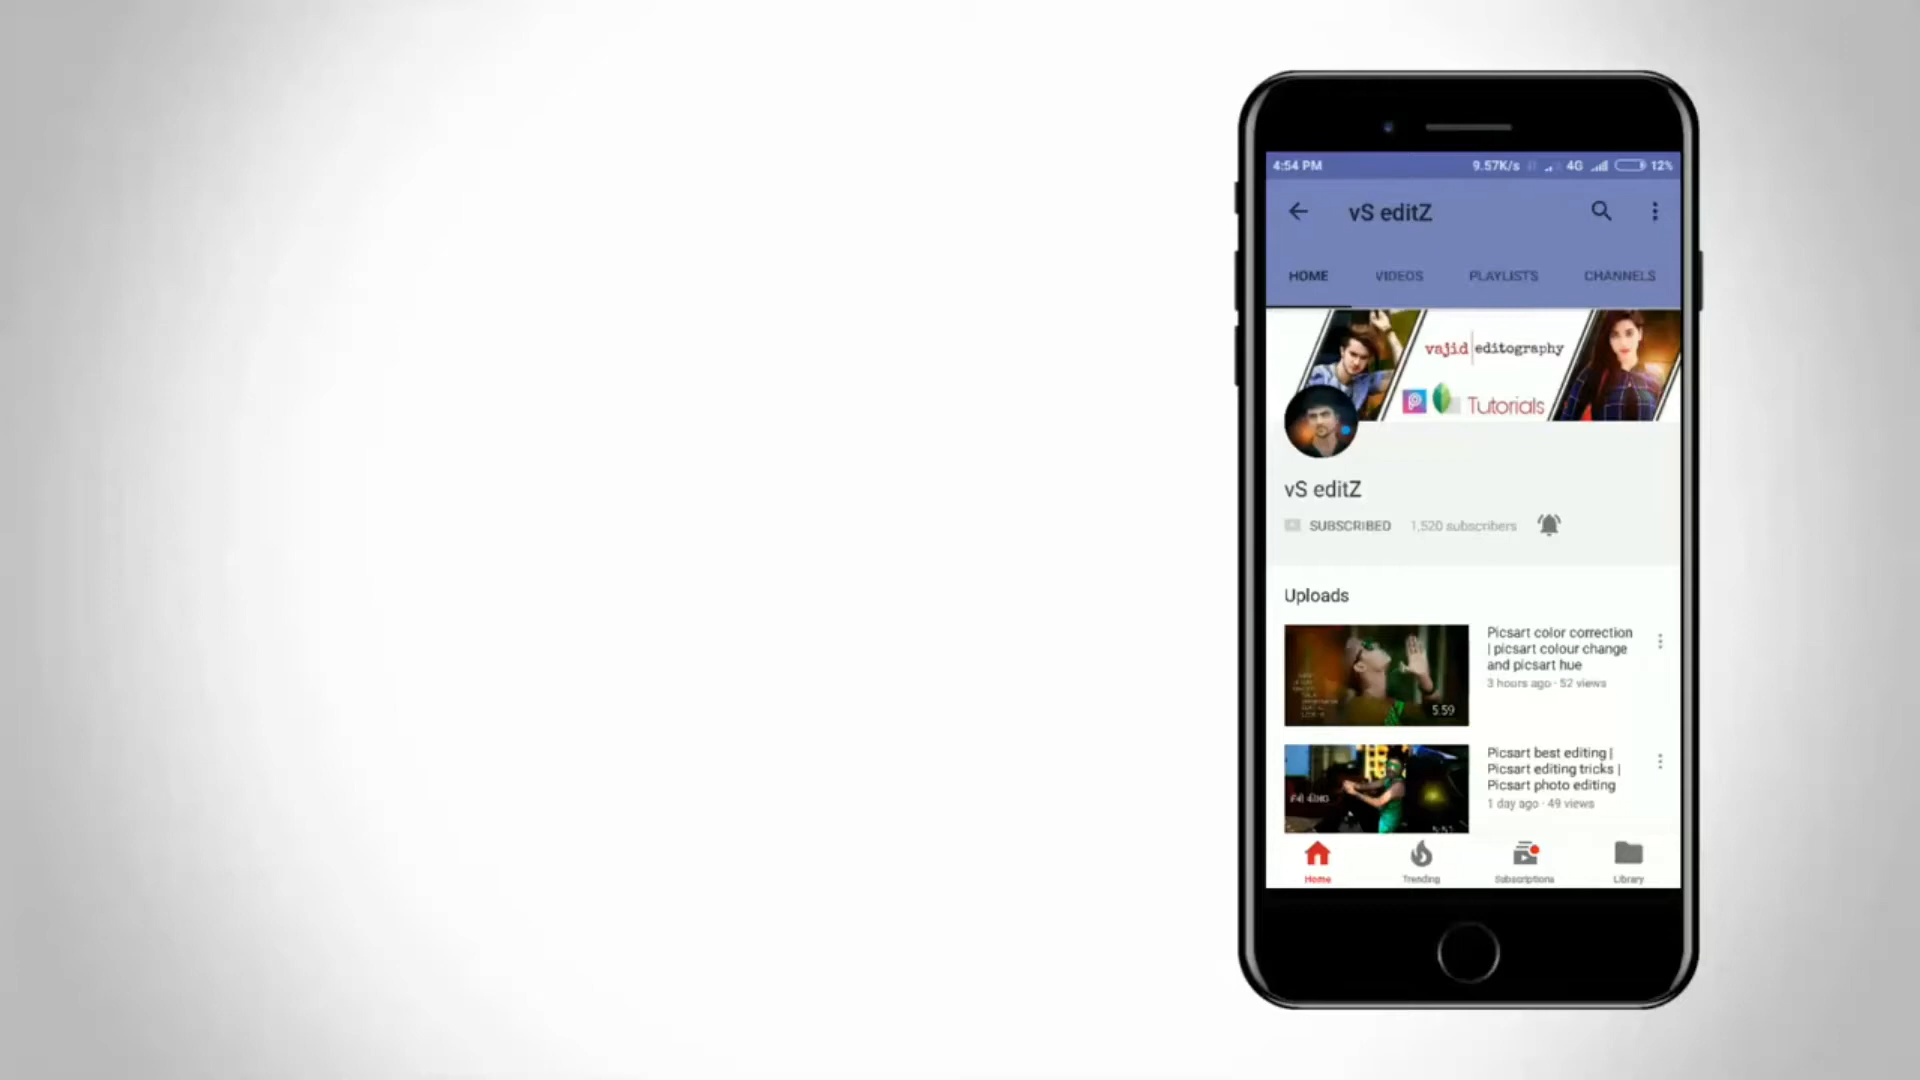 4:54 PM 9.57K/s 4G 12%
vS editZ
HOME VIDEOS PLAYLISTS CHANNELS
vajid editography
Tutorials
vS editZ
SUBSCRIBED 1,520 subscribers
Uploads
Picsart color correction
| picsart colour change
and picsart hue
3 hours ago · 52 views
5:59
Picsart best editing |
Picsart editing tricks |
Picsart photo editing
1 day ago · 49 views
Home Trending Subscriptions Library